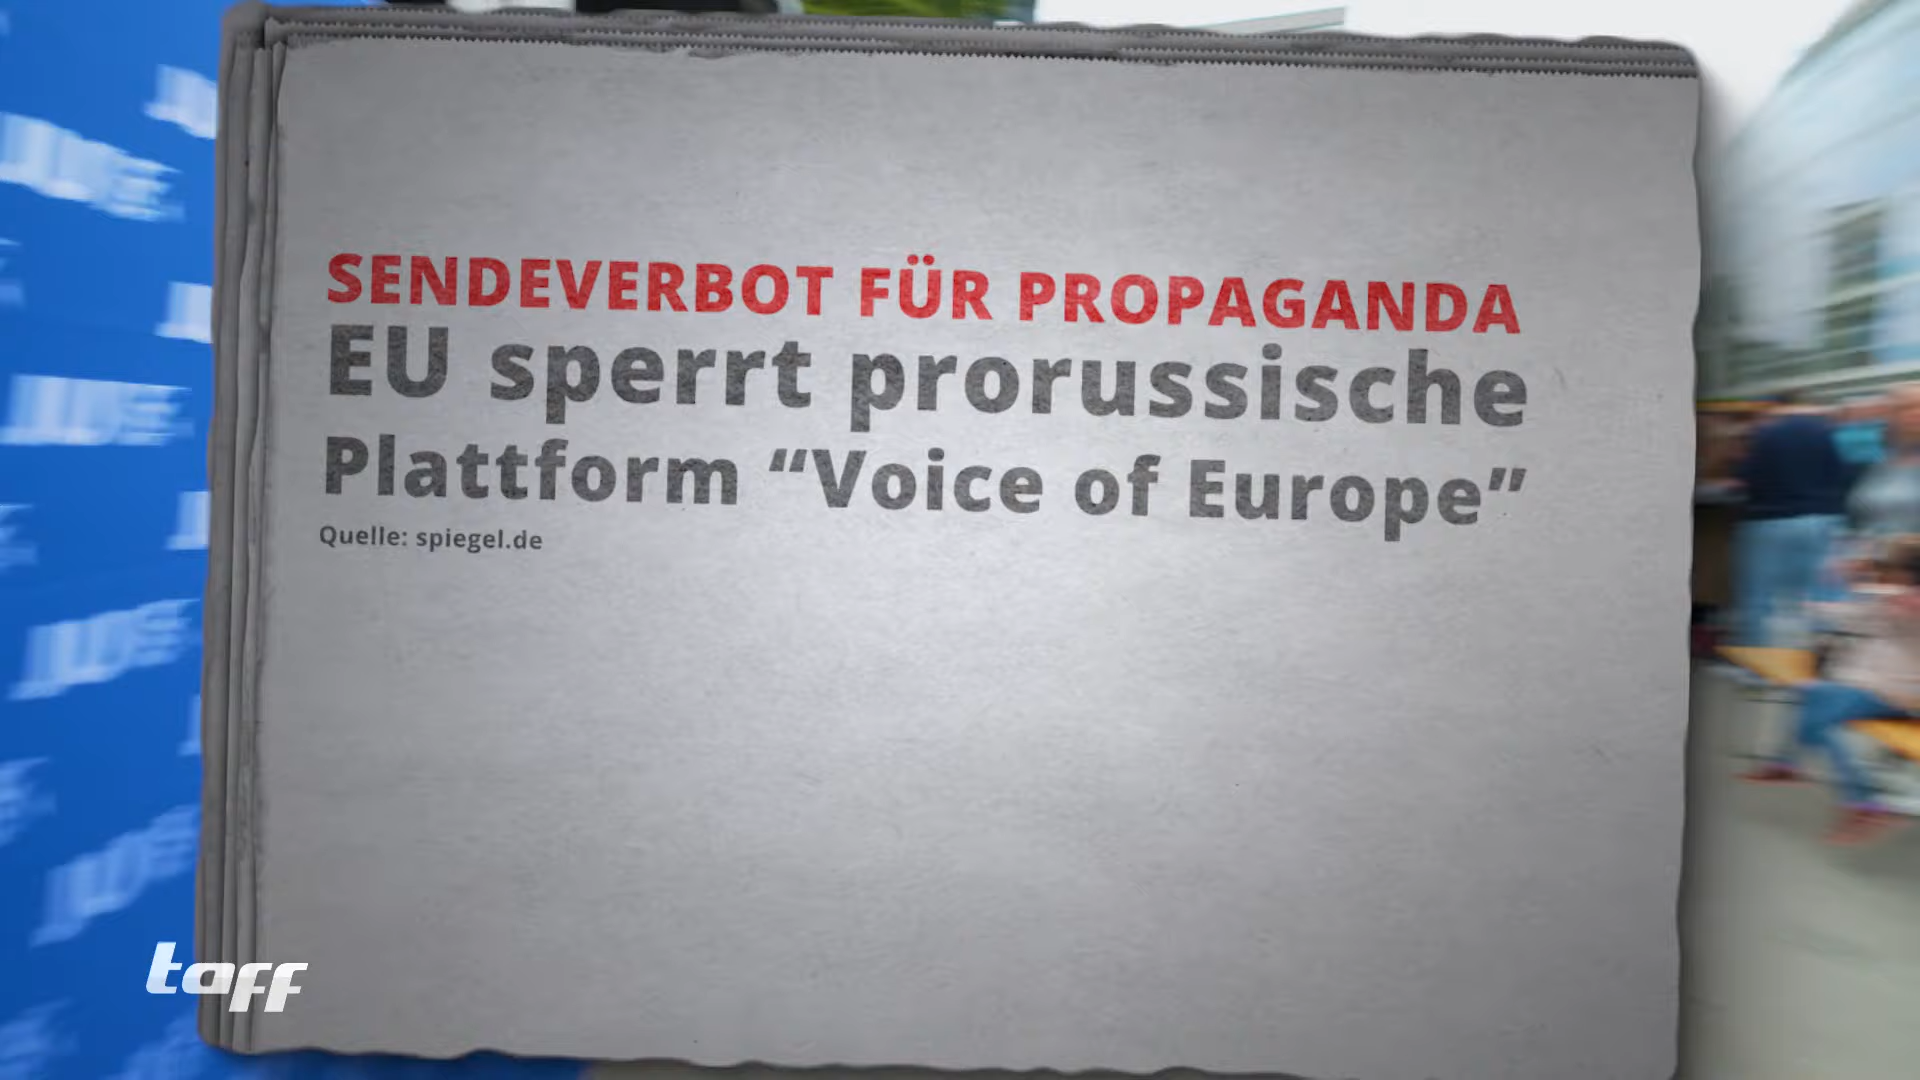 SENDEVERBOT FÜR PROPAGANDA
EU sperrt prorussische
Plattform “Voice of Europe”
Quelle: spiegel.de
taff